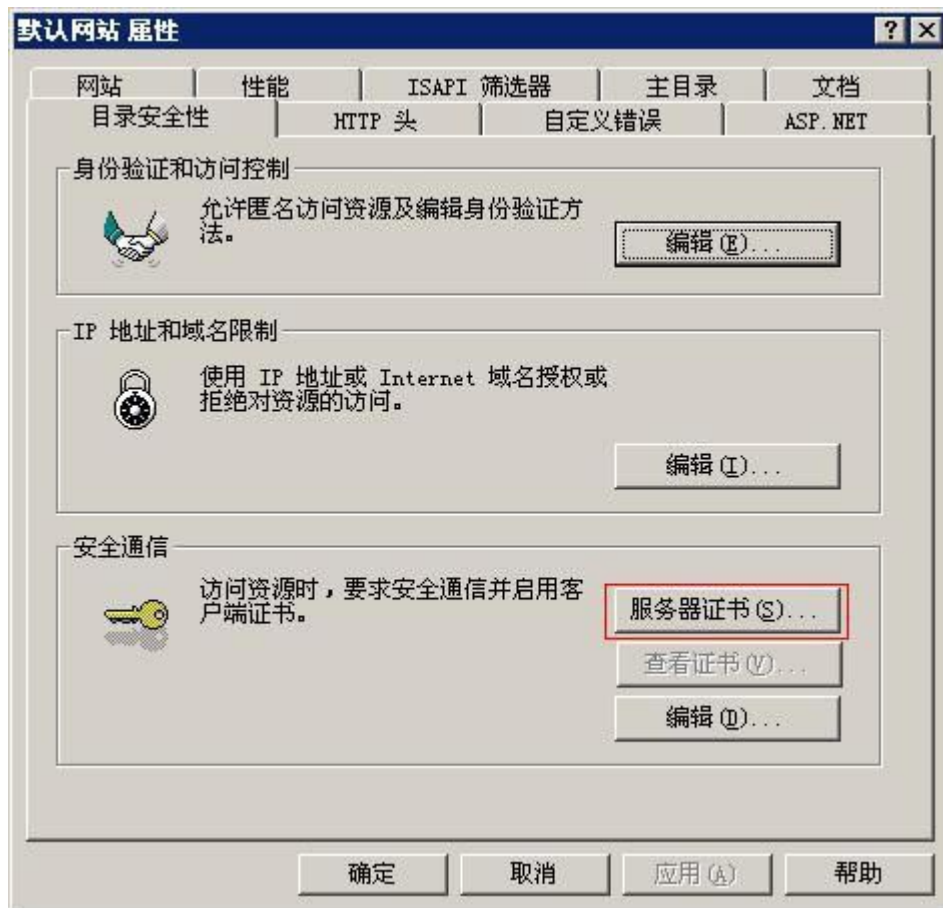 默认网站 属性
网站 性能 ISAPI 筛选器 主目录 文档
目录安全性 HTTP 头 自定义错误 ASP.NET
身份验证和访问控制
允许匿名访问资源及编辑身份验证方
法。
编辑(E)...
IP 地址和域名限制
使用 IP 地址或 Internet 域名授权或
拒绝对资源的访问。
编辑(I)...
安全通信
访问资源时，要求安全通信并启用客
户端证书。
服务器证书(S)...
查看证书(V)...
编辑(D)...
确定 取消 应用(A) 帮助